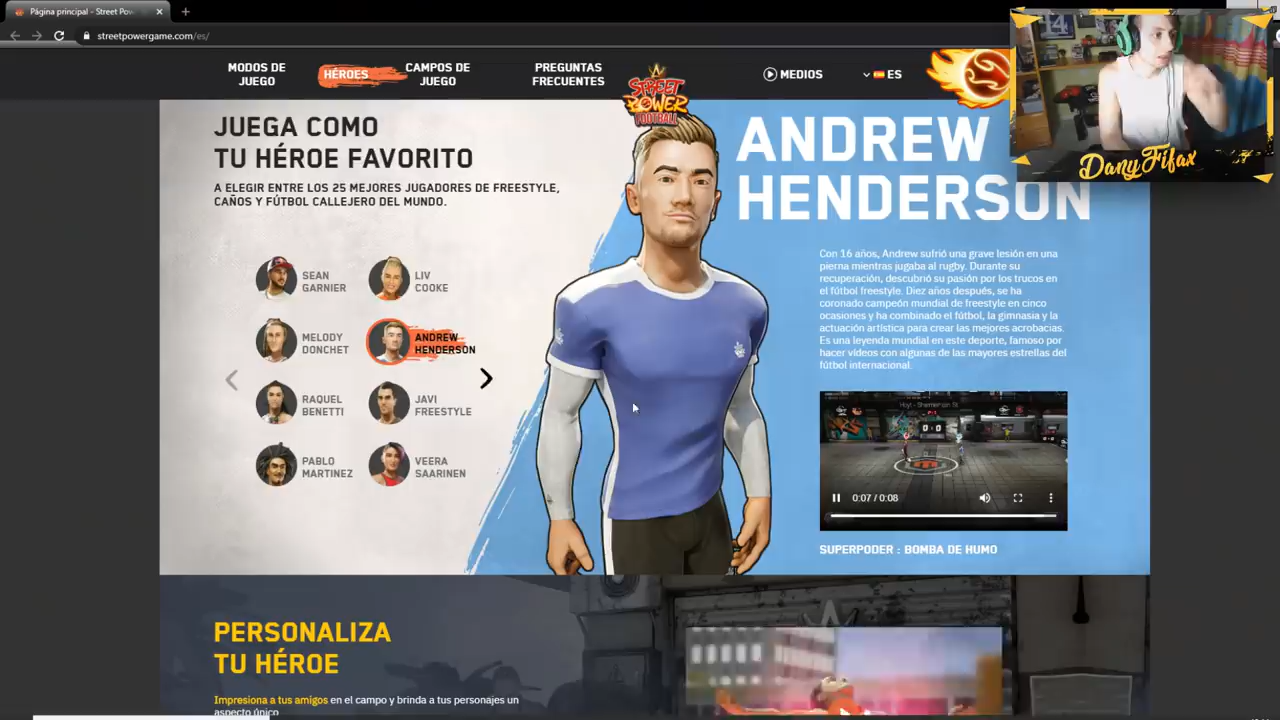 Página principal - Street Pow
streetpowergame.com/es/
MODOS DE
JUEGO
HÉROES
CAMPOS DE
JUEGO
PREGUNTAS
FRECUENTES
STREET
POWER
FOOTBALL
MEDIOS
ES
DanyFifax
JUEGA COMO
TU HÉROE FAVORITO
A ELEGIR ENTRE LOS 25 MEJORES JUGADORES DE FREESTYLE,
CAÑOS Y FÚTBOL CALLEJERO DEL MUNDO.
SEAN
GARNIER
LIV
COOKE
MELODY
DONCHET
ANDREW
HENDERSON
RAQUEL
BENETTI
JAVI
FREESTYLE
PABLO
MARTINEZ
VEERA
SAARINEN
ANDREW
HENDERSON
Con 16 años, Andrew sufrió una grave lesión en una
pierna mientras jugaba al rugby. Durante su
recuperación, descubrió su pasión por los trucos en
el fútbol freestyle. Diez años después, se ha
coronado campeón mundial de freestyle en cinco
ocasiones y ha combinado el fútbol, la gimnasia y la
actuación artística para crear las mejores acrobacias.
Es una leyenda mundial en este deporte, famoso por
hacer vídeos con algunas de las mayores estrellas del
fútbol internacional.
0:07 / 0:08
SUPERPODER : BOMBA DE HUMO
PERSONALIZA
TU HÉROE
Impresiona a tus amigos en el campo y brinda a tus personajes un
aspecto único